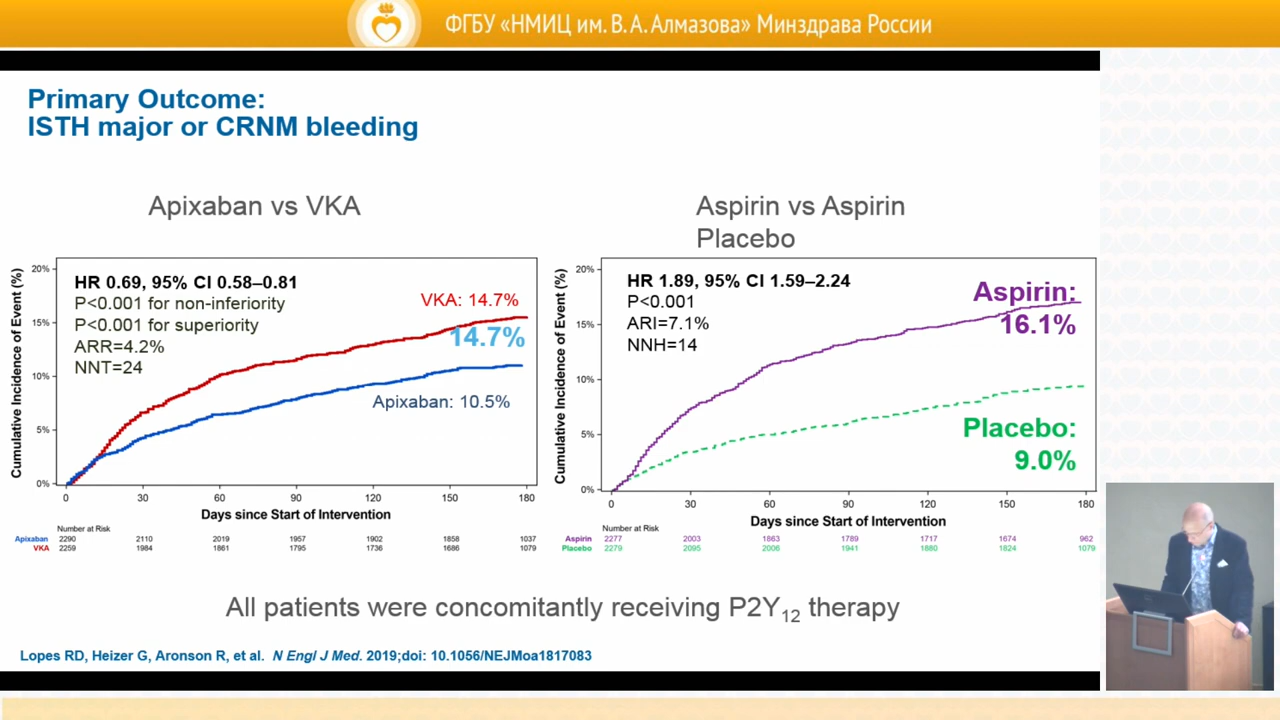 ФГБУ «НМИЦ им. В. А. Алмазова» Минздрава России
Primary Outcome:
ISTH major or CRNM bleeding
Apixaban vs VKA
Cumulative Incidence of Event (%)
20%
15%
10%
5%
0%
HR 0.69, 95% CI 0.58–0.81
P<0.001 for non-inferiority
P<0.001 for superiority
ARR=4.2%
NNT=24
VKA: 14.7%
14.7%
Apixaban: 10.5%
0 30 60 90 120 150 180
Days since Start of Intervention
Number at Risk
Apixaban 2290 2110 2019 1957 1902 1858 1037
VKA 2259 1984 1861 1795 1736 1686 1079
Aspirin vs Aspirin
Placebo
Cumulative Incidence of Event (%)
20%
15%
10%
5%
0%
HR 1.89, 95% CI 1.59–2.24
P<0.001
ARI=7.1%
NNH=14
Aspirin:
16.1%
Placebo:
9.0%
0 30 60 90 120 150 180
Days since Start of Intervention
Number at Risk
Aspirin 2277 2003 1863 1789 1717 1674 962
Placebo 2279 2095 2006 1941 1880 1824 1079
All patients were concomitantly receiving P2Y12 therapy
Lopes RD, Heizer G, Aronson R, et al. N Engl J Med. 2019;doi: 10.1056/NEJMoa1817083